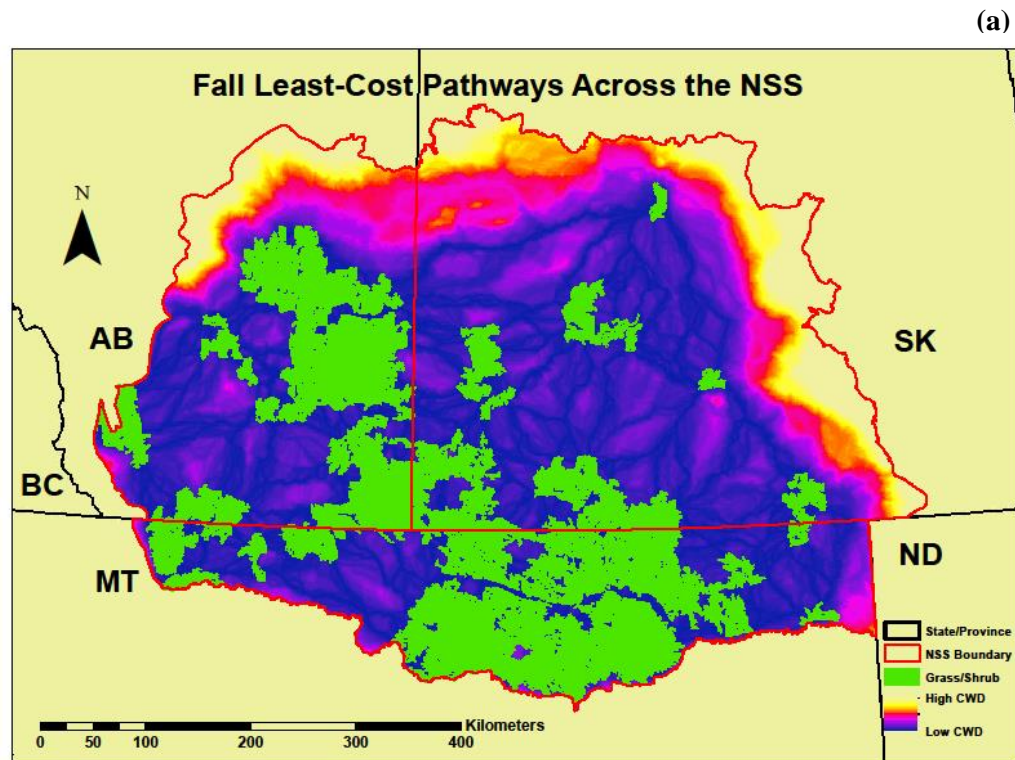 (a)
Fall Least-Cost Pathways Across the NSS
N
AB
SK
BC
MT
ND
State/Province
NSS Boundary
Grass/Shrub
High CWD
Low CWD
Kilometers
0 50 100 200 300 400